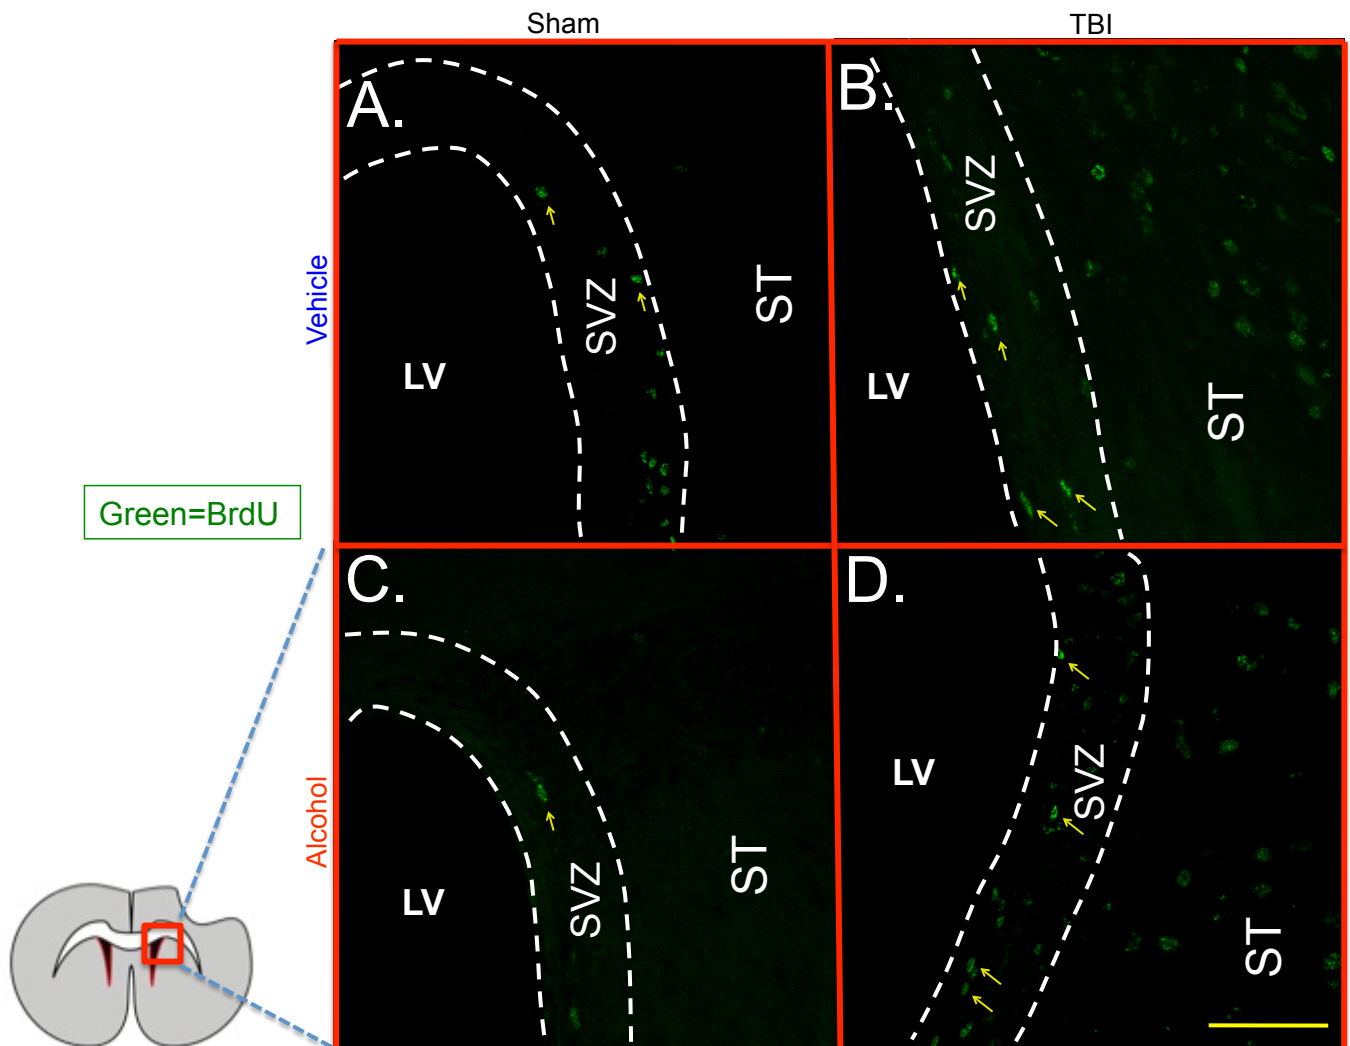 Sham
TBI
A.
B.
SVZ
SVZ
Vehicle
ST
LV
LV
ST
Green=BrdU
C.
D.
SVZ
LV
Alcohol
ST
LV
SVZ
ST